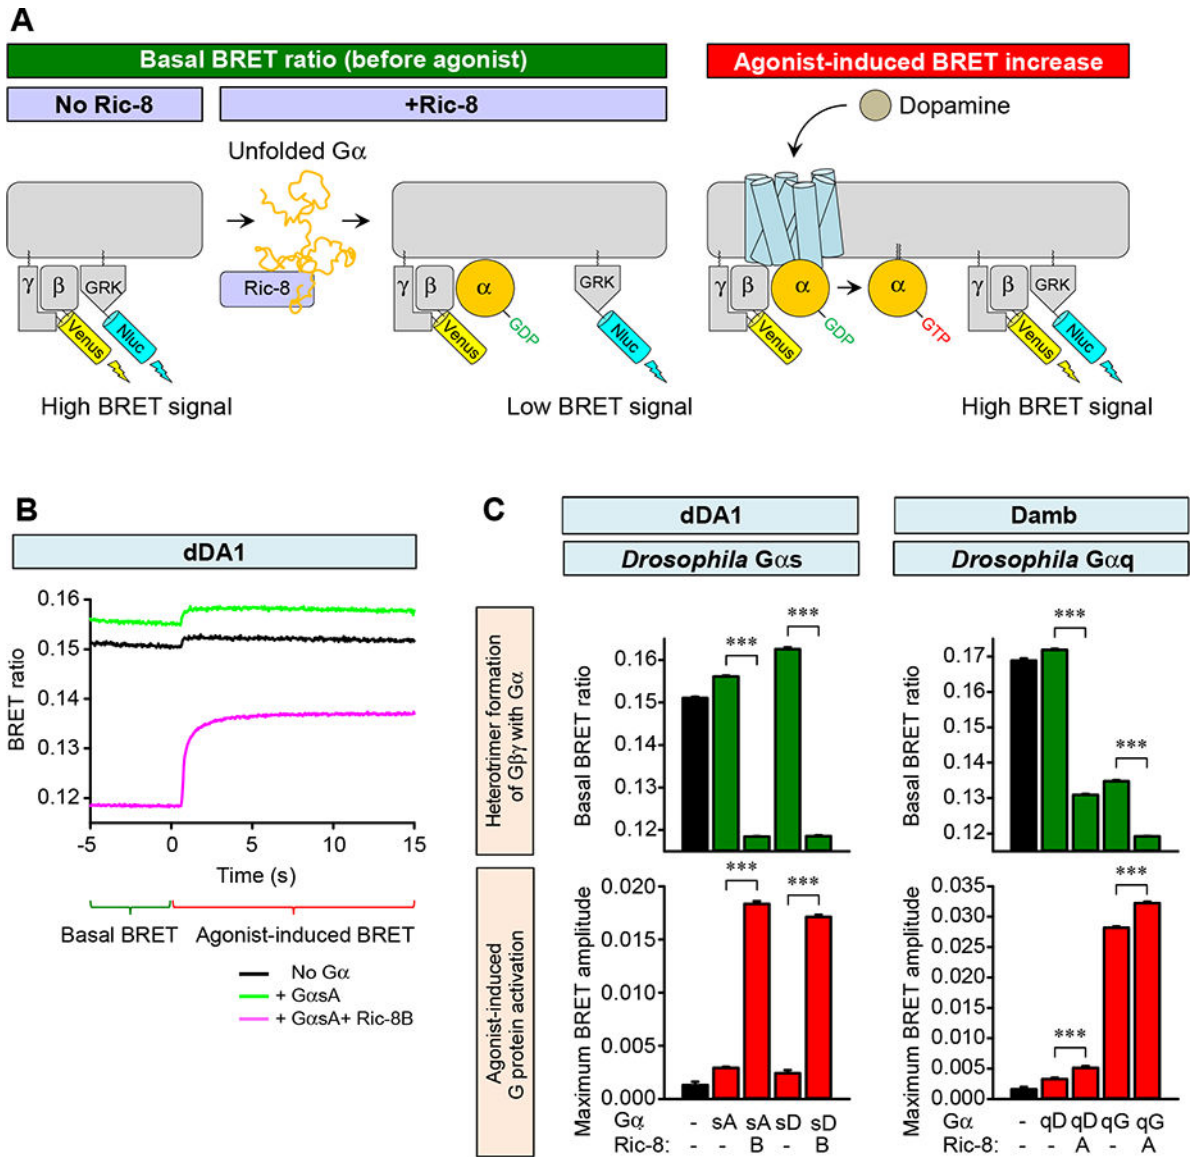 A
Basal BRET ratio (before agonist)
Agonist-induced BRET increase
No Ric-8
+Ric-8
Dopamine
Unfolded Gα
γ β GRK
Ric-8
γ β α
GRK
γ β α α
γ β GRK
Venus Nluc
Venus GDP
Nluc
Venus GDP GTP
Venus Nluc
High BRET signal
Low BRET signal
High BRET signal
B
dDA1
BRET ratio
0.16
0.15
0.14
0.13
0.12
-5 0 5 10 15
Time (s)
Basal BRET
Agonist-induced BRET
No Gα
+ GαsA
+ GαsA+ Ric-8B
C
dDA1
Damb
Drosophila Gαs
Drosophila Gαq
Heterotrimer formation
of Gβγ with Gα
Basal BRET ratio
0.16
0.15
0.14
0.13
0.12
*** ***
Basal BRET ratio
0.17
0.16
0.15
0.14
0.13
0.12
*** ***
Agonist-induced
G protein activation
Maximum BRET amplitude
0.020
0.015
0.010
0.005
0.000
*** ***
Maximum BRET amplitude
0.035
0.030
0.025
0.020
0.015
0.010
0.005
0.000
*** ***
Gα - sA sA sD sD
Ric-8: - - B - B
Gα - qD qD qG qG
Ric-8: - - A - A